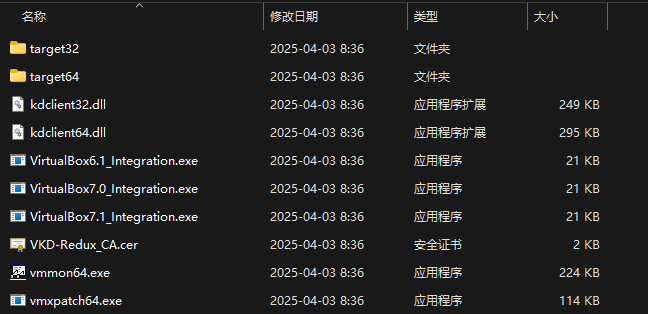 名称 修改日期 类型 大小
target32 2025-04-03 8:36 文件夹
target64 2025-04-03 8:36 文件夹
kdclient32.dll 2025-04-03 8:36 应用程序扩展 249 KB
kdclient64.dll 2025-04-03 8:36 应用程序扩展 295 KB
VirtualBox6.1_Integration.exe 2025-04-03 8:36 应用程序 21 KB
VirtualBox7.0_Integration.exe 2025-04-03 8:36 应用程序 21 KB
VirtualBox7.1_Integration.exe 2025-04-03 8:36 应用程序 21 KB
VKD-Redux_CA.cer 2025-04-03 8:36 安全证书 2 KB
vmmon64.exe 2025-04-03 8:36 应用程序 224 KB
vmxpatch64.exe 2025-04-03 8:36 应用程序 114 KB